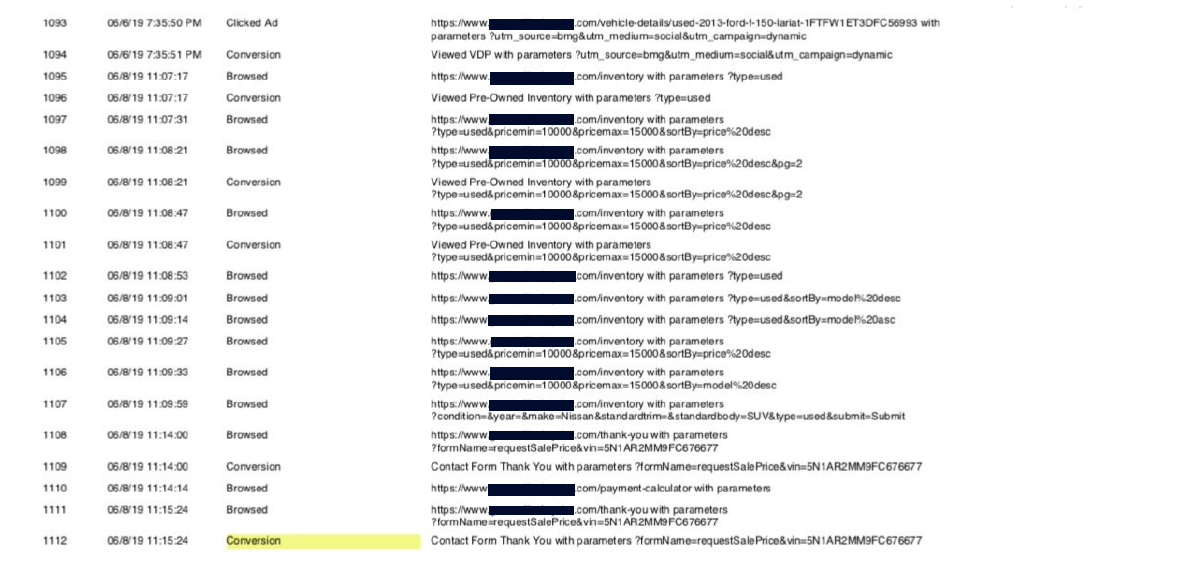 1093 06/6/19 7:35:50 PM Clicked Ad https://www. .com/vehicle-details/used-2013-ford-f-150-lariat-1FTFW1ET3DFC56993 with
parameters ?utm_source=bmg&utm_medium=social&utm_campaign=dynamic
1094 06/6/19 7:35:51 PM Conversion Viewed VDP with parameters ?utm_source=bmg&utm_medium=social&utm_campaign=dynamic
1095 06/8/19 11:07:17 Browsed https://www. .com/inventory with parameters ?type=used
1096 06/8/19 11:07:17 Conversion Viewed Pre-Owned Inventory with parameters ?type=used
1097 06/8/19 11:07:31 Browsed https://www. .com/inventory with parameters
?type=used&pricemin=10000&pricemax=15000&sortBy=price%20desc
1098 06/8/19 11:08:21 Browsed https://www. .com/inventory with parameters
?type=used&pricemin=10000&pricemax=15000&sortBy=price%20desc&pg=2
1099 06/8/19 11:08:21 Conversion Viewed Pre-Owned Inventory with parameters
?type=used&pricemin=10000&pricemax=15000&sortBy=price%20desc&pg=2
1100 06/8/19 11:08:47 Browsed https://www. .com/inventory with parameters
?type=used&pricemin=10000&pricemax=15000&sortBy=price%20desc
1101 06/8/19 11:08:47 Conversion Viewed Pre-Owned Inventory with parameters
?type=used&pricemin=10000&pricemax=15000&sortBy=price%20desc
1102 06/8/19 11:08:53 Browsed https://www. com/inventory with parameters ?type=used
1103 06/8/19 11:09:01 Browsed https://www. .com/inventory with parameters ?type=used&sortBy=model%20desc
1104 06/8/19 11:09:14 Browsed https://www. .com/inventory with parameters ?type=used&sortBy=model%20asc
1105 06/8/19 11:09:27 Browsed https://www. .com/inventory with parameters
?type=used&pricemin=10000&pricemax=15000&sortBy=price%20desc
1106 06/8/19 11:09:33 Browsed https://www. .com/inventory with parameters
?type=used&pricemin=10000&pricemax=15000&sortBy=model%20desc
1107 06/8/19 11:09:59 Browsed https://www. .com/inventory with parameters
?condition=&year=&make=Nissan&standardtrim=&standardbody=SUV&type=used&submit=Submit
1108 06/8/19 11:14:00 Browsed https://www. .com/thank-you with parameters
?formName=requestSalePrice&vin=5N1AR2MM9FC676677
1109 06/8/19 11:14:00 Conversion Contact Form Thank You with parameters ?formName=requestSalePrice&vin=5N1AR2MM9FC676677
1110 06/8/19 11:14:14 Browsed https://www .com/payment-calculator with parameters
1111 06/8/19 11:15:24 Browsed https://www. .com/thank-you with parameters
?formName=requestSalePrice&vin=5N1AR2MM9FC676677
1112 06/8/19 11:15:24 Conversion Contact Form Thank You with parameters ?formName=requestSalePrice&vin=5N1AR2MM9FC676677